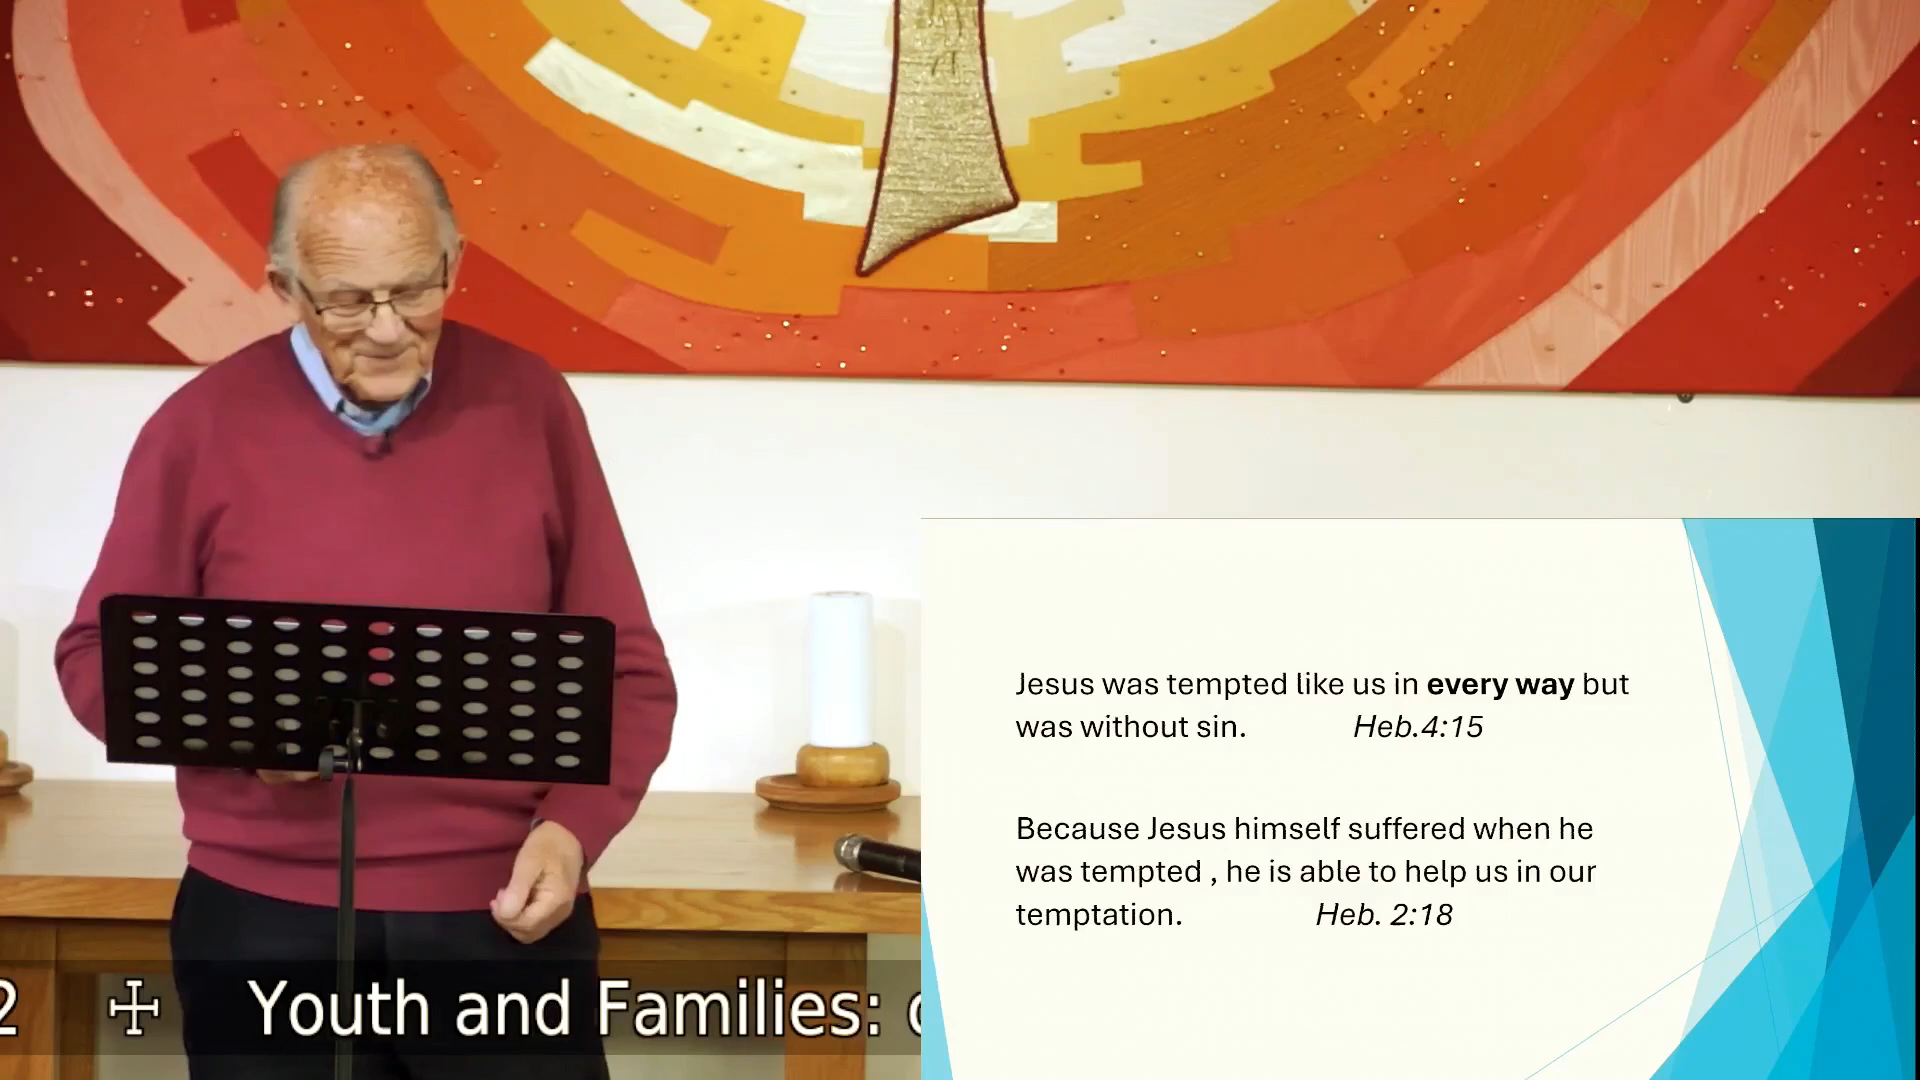 Jesus was tempted like us in every way but
was without sin. Heb.4:15
Because Jesus himself suffered when he
was tempted , he is able to help us in our
temptation. Heb. 2:18
2 ☩ Youth and Families: